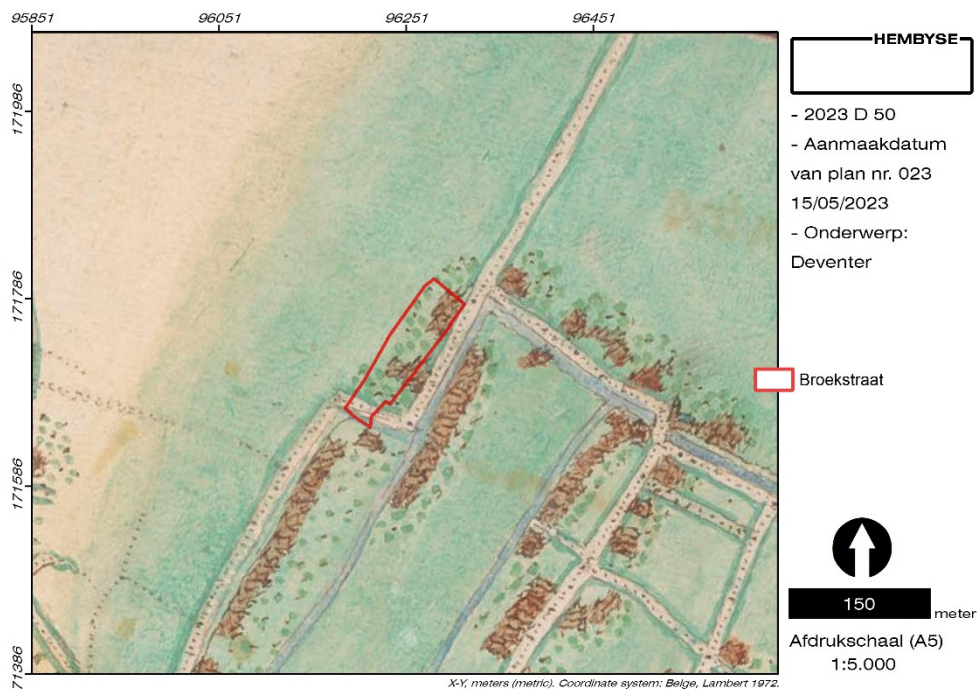 95851 96051 96251 96451
171986
171786
171586
71386
HEMBYSE
- 2023 D 50
- Aanmaakdatum
van plan nr. 023
15/05/2023
- Onderwerp:
Deventer
Broekstraat
150 meter
Afdrukschaal (A5)
1:5.000
X-Y, meters (metric). Coordinate system: Belge, Lambert 1972.